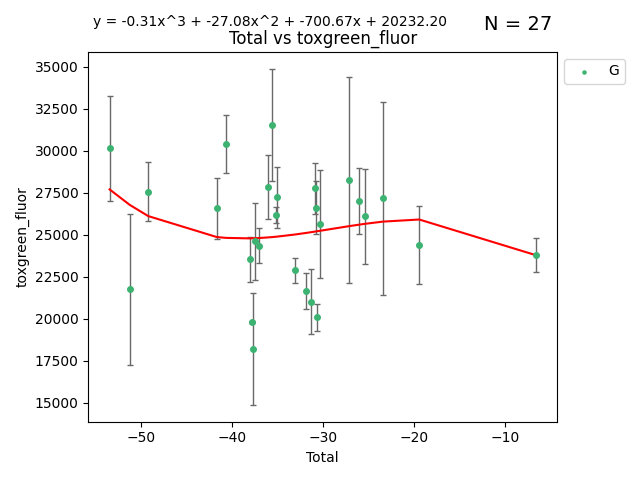 y = -0.31x^3 + -27.08x^2 + -700.67x + 20232.20
N = 27
Total vs toxgreen_fluor
G
35000
32500
30000
27500
25000
22500
20000
17500
15000
toxgreen_fluor
−50
−40
−30
−20
−10
Total